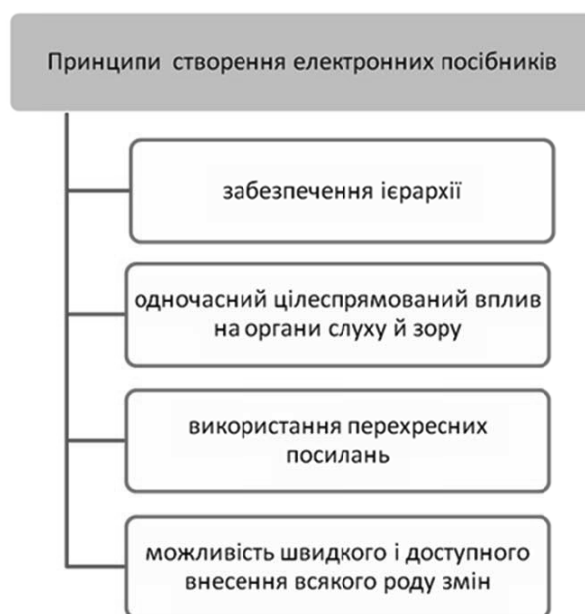 Принципи створення електронних посібників
забезпечення ієрархії
одночасний цілеспрямований вплив
на органи слуху й зору
використання перехресних
посилань
можливість швидкого і доступного
внесення всякого роду змін